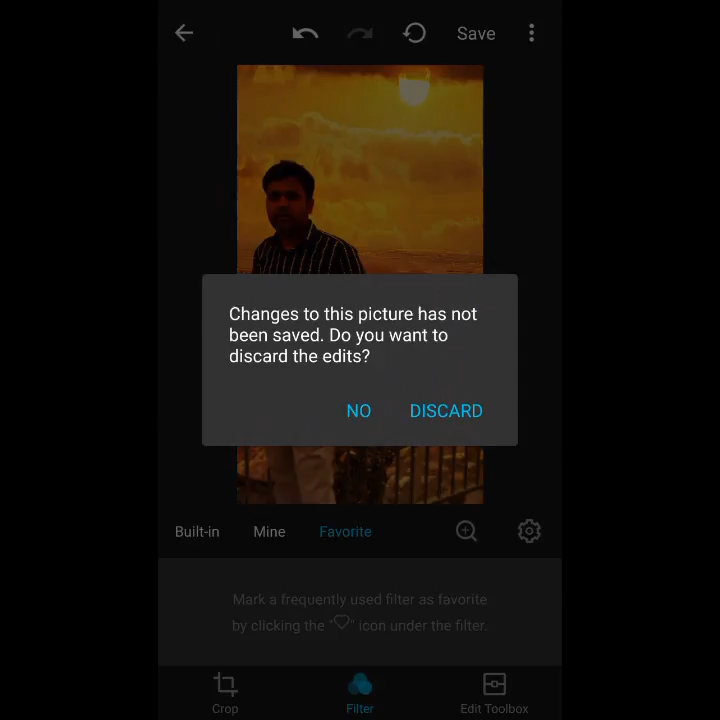 Save
Changes to this picture has not
been saved. Do you want to
discard the edits?
NO DISCARD
Built-in Mine Favorite
Mark a frequently used filter as favorite
by clicking the "♡" icon under the filter.
Crop Filter Edit Toolbox